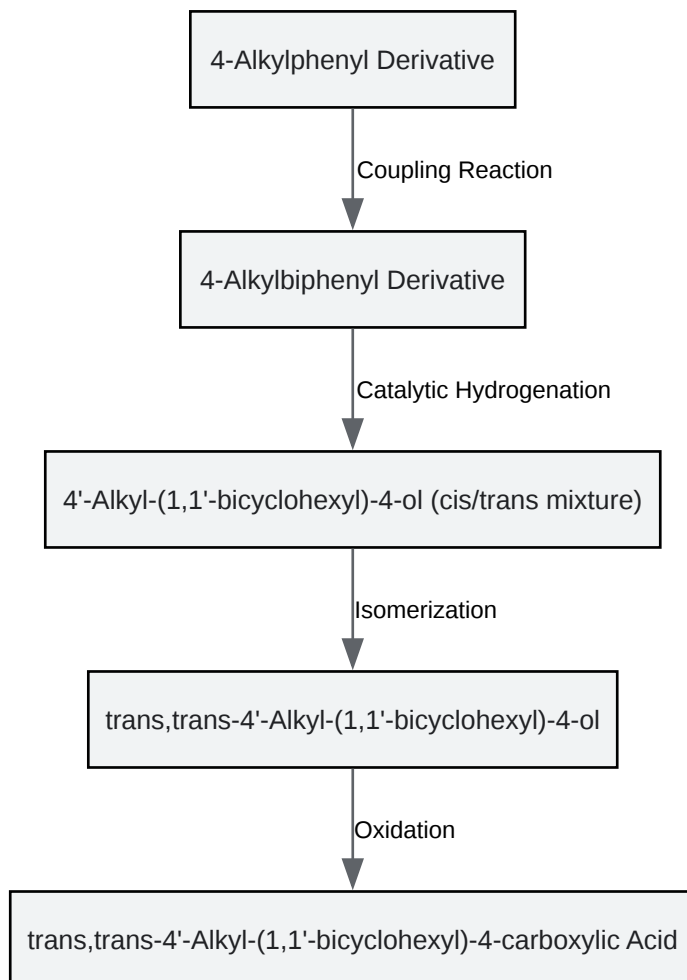 4-Alkylphenyl Derivative
Coupling Reaction
4-Alkylbiphenyl Derivative
Catalytic Hydrogenation
4'-Alkyl-(1,1'-bicyclohexyl)-4-ol (cis/trans mixture)
Isomerization
trans,trans-4'-Alkyl-(1,1'-bicyclohexyl)-4-ol
Oxidation
trans,trans-4'-Alkyl-(1,1'-bicyclohexyl)-4-carboxylic Acid